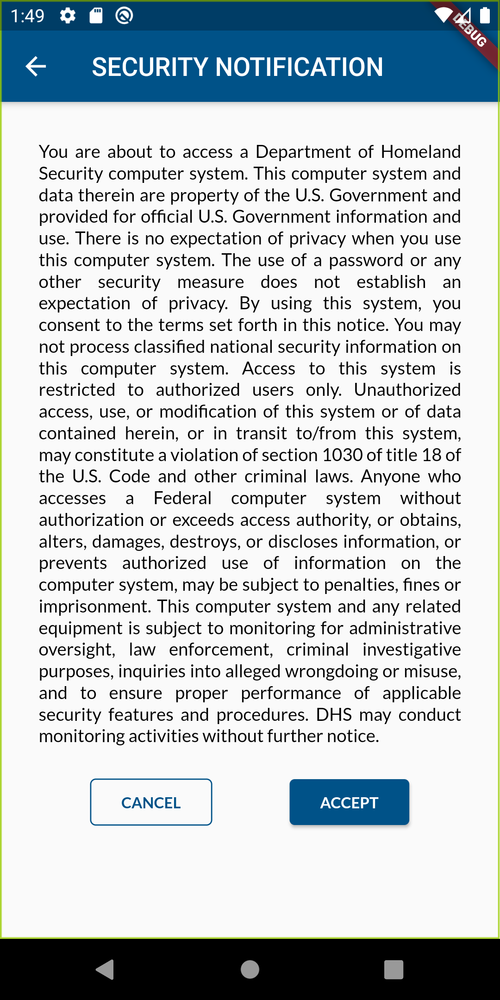 1:49
DEBUG
SECURITY NOTIFICATION
You are about to access a Department of Homeland
Security computer system. This computer system and
data therein are property of the U.S. Government and
provided for official U.S. Government information and
use. There is no expectation of privacy when you use
this computer system. The use of a password or any
other security measure does not establish an
expectation of privacy. By using this system, you
consent to the terms set forth in this notice. You may
not process classified national security information on
this computer system. Access to this system is
restricted to authorized users only. Unauthorized
access, use, or modification of this system or of data
contained herein, or in transit to/from this system,
may constitute a violation of section 1030 of title 18 of
the U.S. Code and other criminal laws. Anyone who
accesses a Federal computer system without
authorization or exceeds access authority, or obtains,
alters, damages, destroys, or discloses information, or
prevents authorized use of information on the
computer system, may be subject to penalties, fines or
imprisonment. This computer system and any related
equipment is subject to monitoring for administrative
oversight, law enforcement, criminal investigative
purposes, inquiries into alleged wrongdoing or misuse,
and to ensure proper performance of applicable
security features and procedures. DHS may conduct
monitoring activities without further notice.
CANCEL
ACCEPT